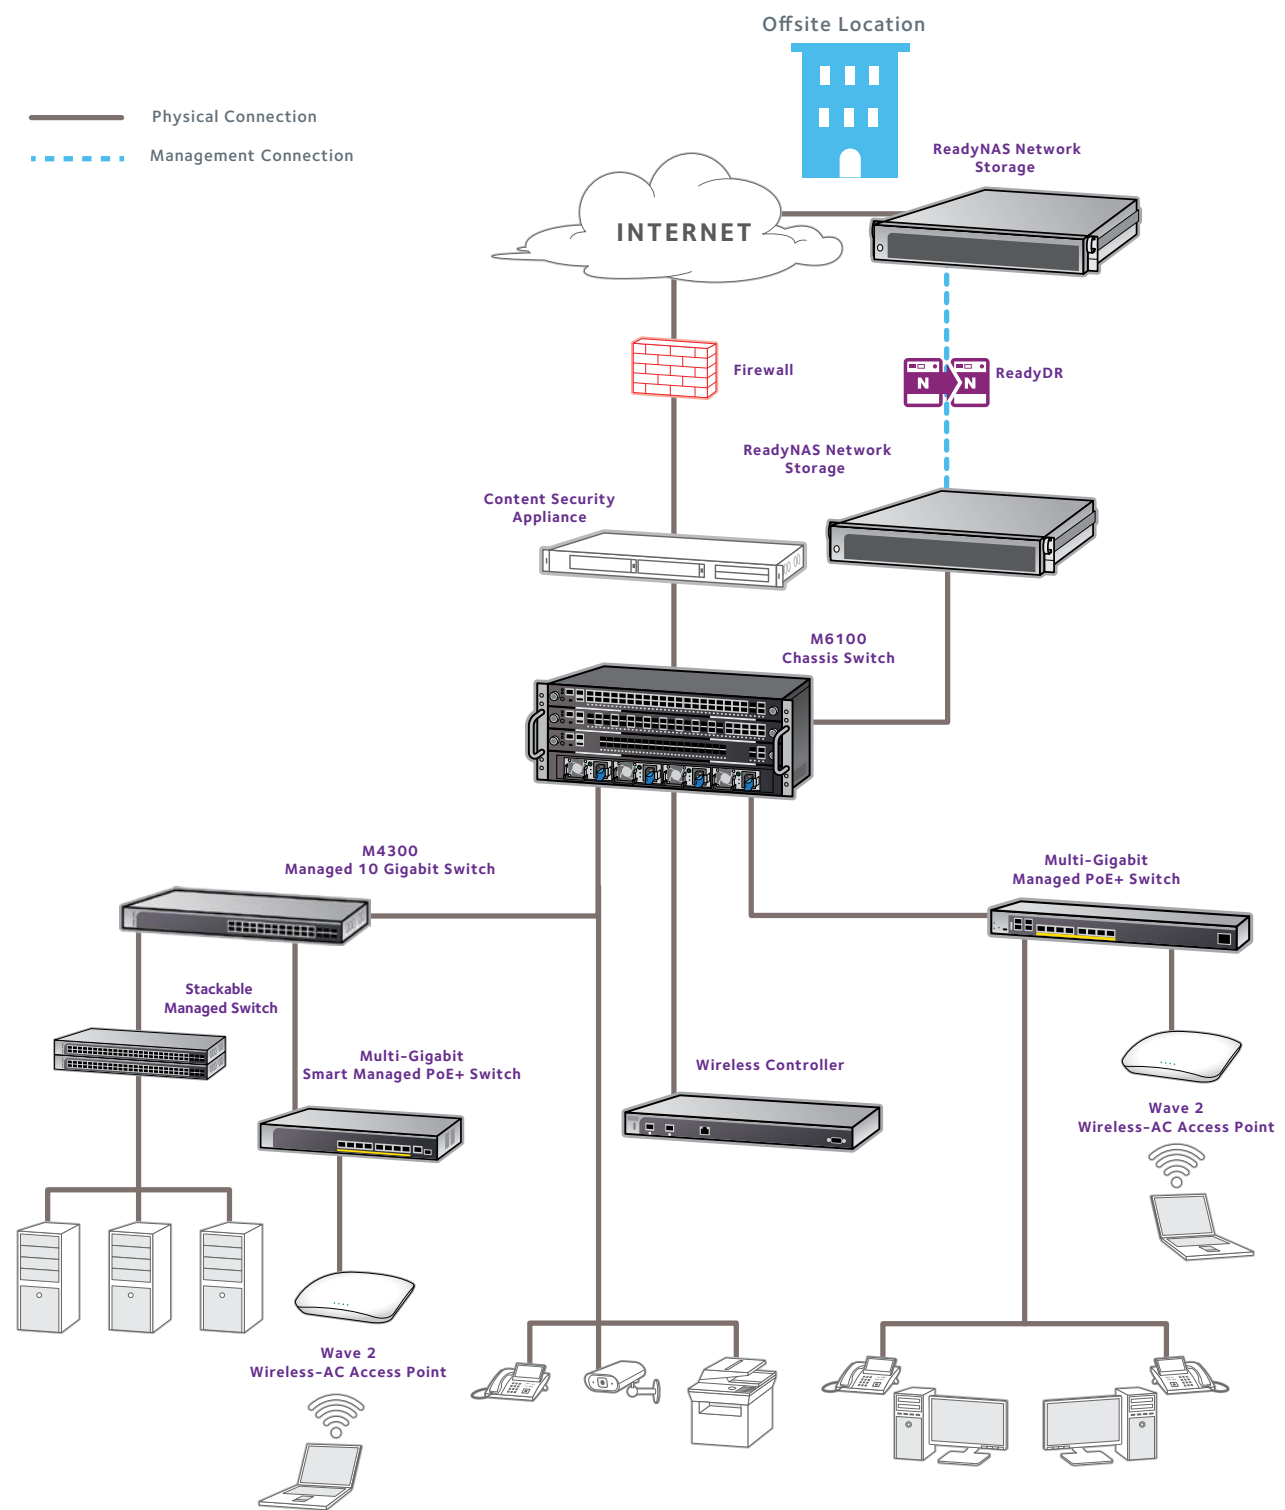 Offsite Location
Physical Connection
Management Connection
ReadyNAS Network
Storage
INTERNET
Firewall
N N
ReadyDR
ReadyNAS Network
Storage
Content Security
Appliance
M6100
Chassis Switch
M4300
Managed 10 Gigabit Switch
Multi-Gigabit
Managed PoE+ Switch
Stackable
Managed Switch
Multi-Gigabit
Smart Managed PoE+ Switch
Wireless Controller
Wave 2
Wireless-AC Access Point
Wave 2
Wireless-AC Access Point